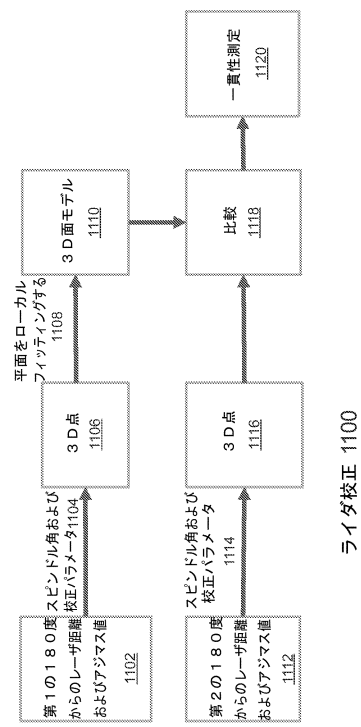 第1の180度
からのレーザ距離
およびアジマス値
1102
スピンドル角および
校正パラメータ1104
3D点
1106
平面をローカル
フィッティングする
1108
3D面モデル
1110
第2の180度
からのレーザ距離
およびアジマス値
1112
スピンドル角および
校正パラメータ
1114
3D点
1116
比較
1118
一貫性測定
1120
ライダ校正 1100